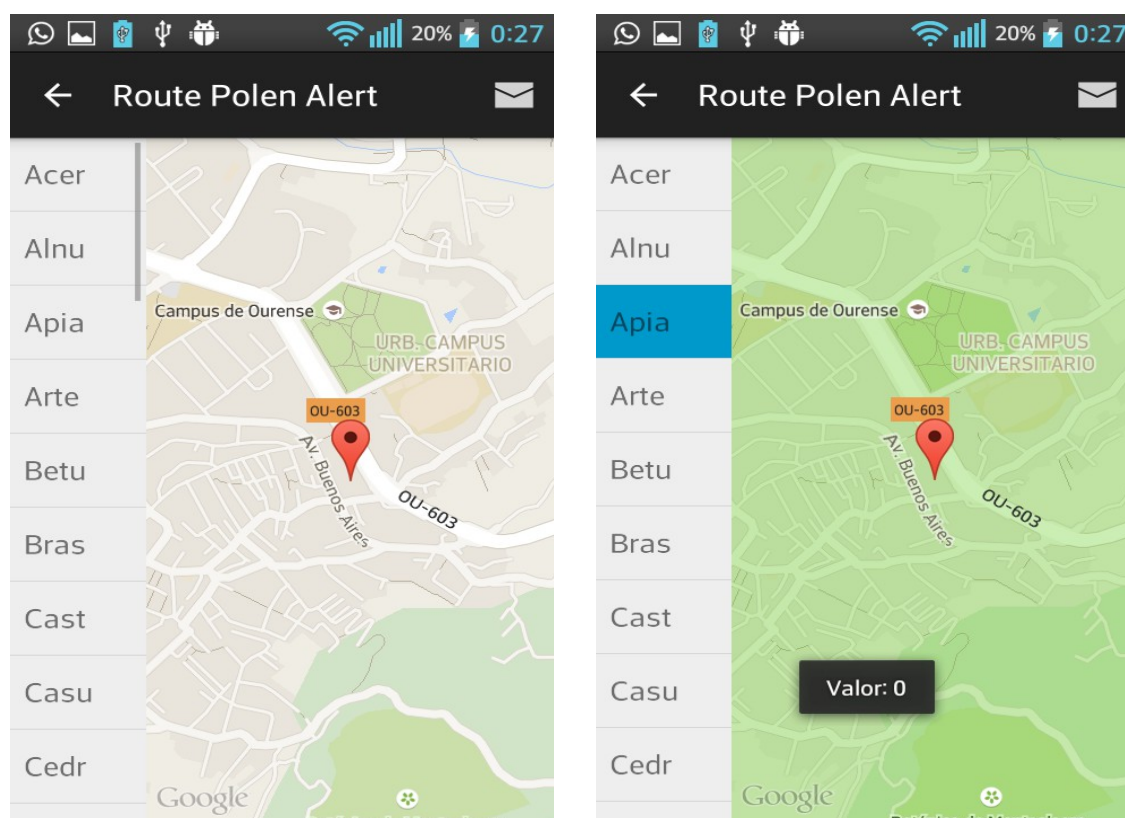 20% 0:27
Route Polen Alert
Acer
Alnu
Apia
Arte
Betu
Bras
Cast
Casu
Cedr
Campus de Ourense
URB. CAMPUS
UNIVERSITARIO
OU-603
Av. Buenos Aires
OU-603
Google
20% 0:27
Route Polen Alert
Acer
Alnu
Apia
Arte
Betu
Bras
Cast
Casu
Cedr
Campus de Ourense
URB. CAMPUS
UNIVERSITARIO
OU-603
Av. Buenos Aires
OU-603
Valor: 0
Google